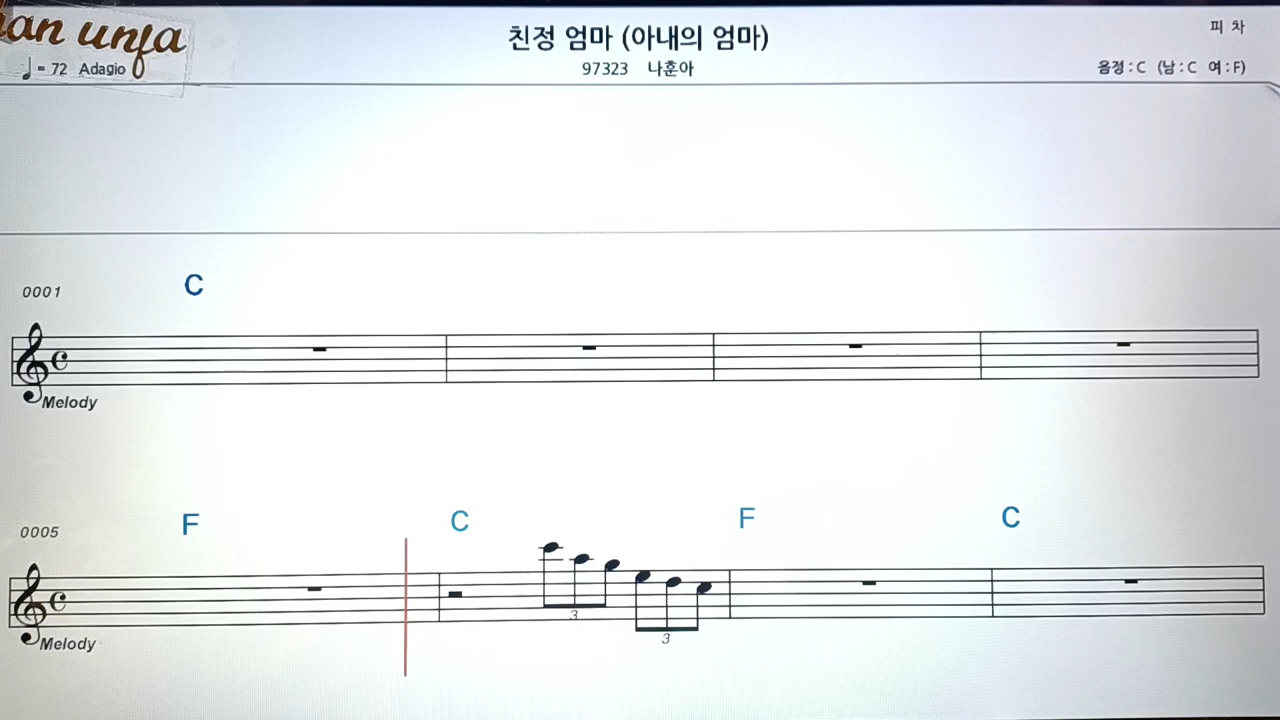 an unfa
피 차
친정 엄마 (아내의 엄마)
♩ = 72 Adagio
97323 나훈아
음정 : C (남 : C 여 : F)
0001
C
Melody
0005
F C F C
3
3
Melody